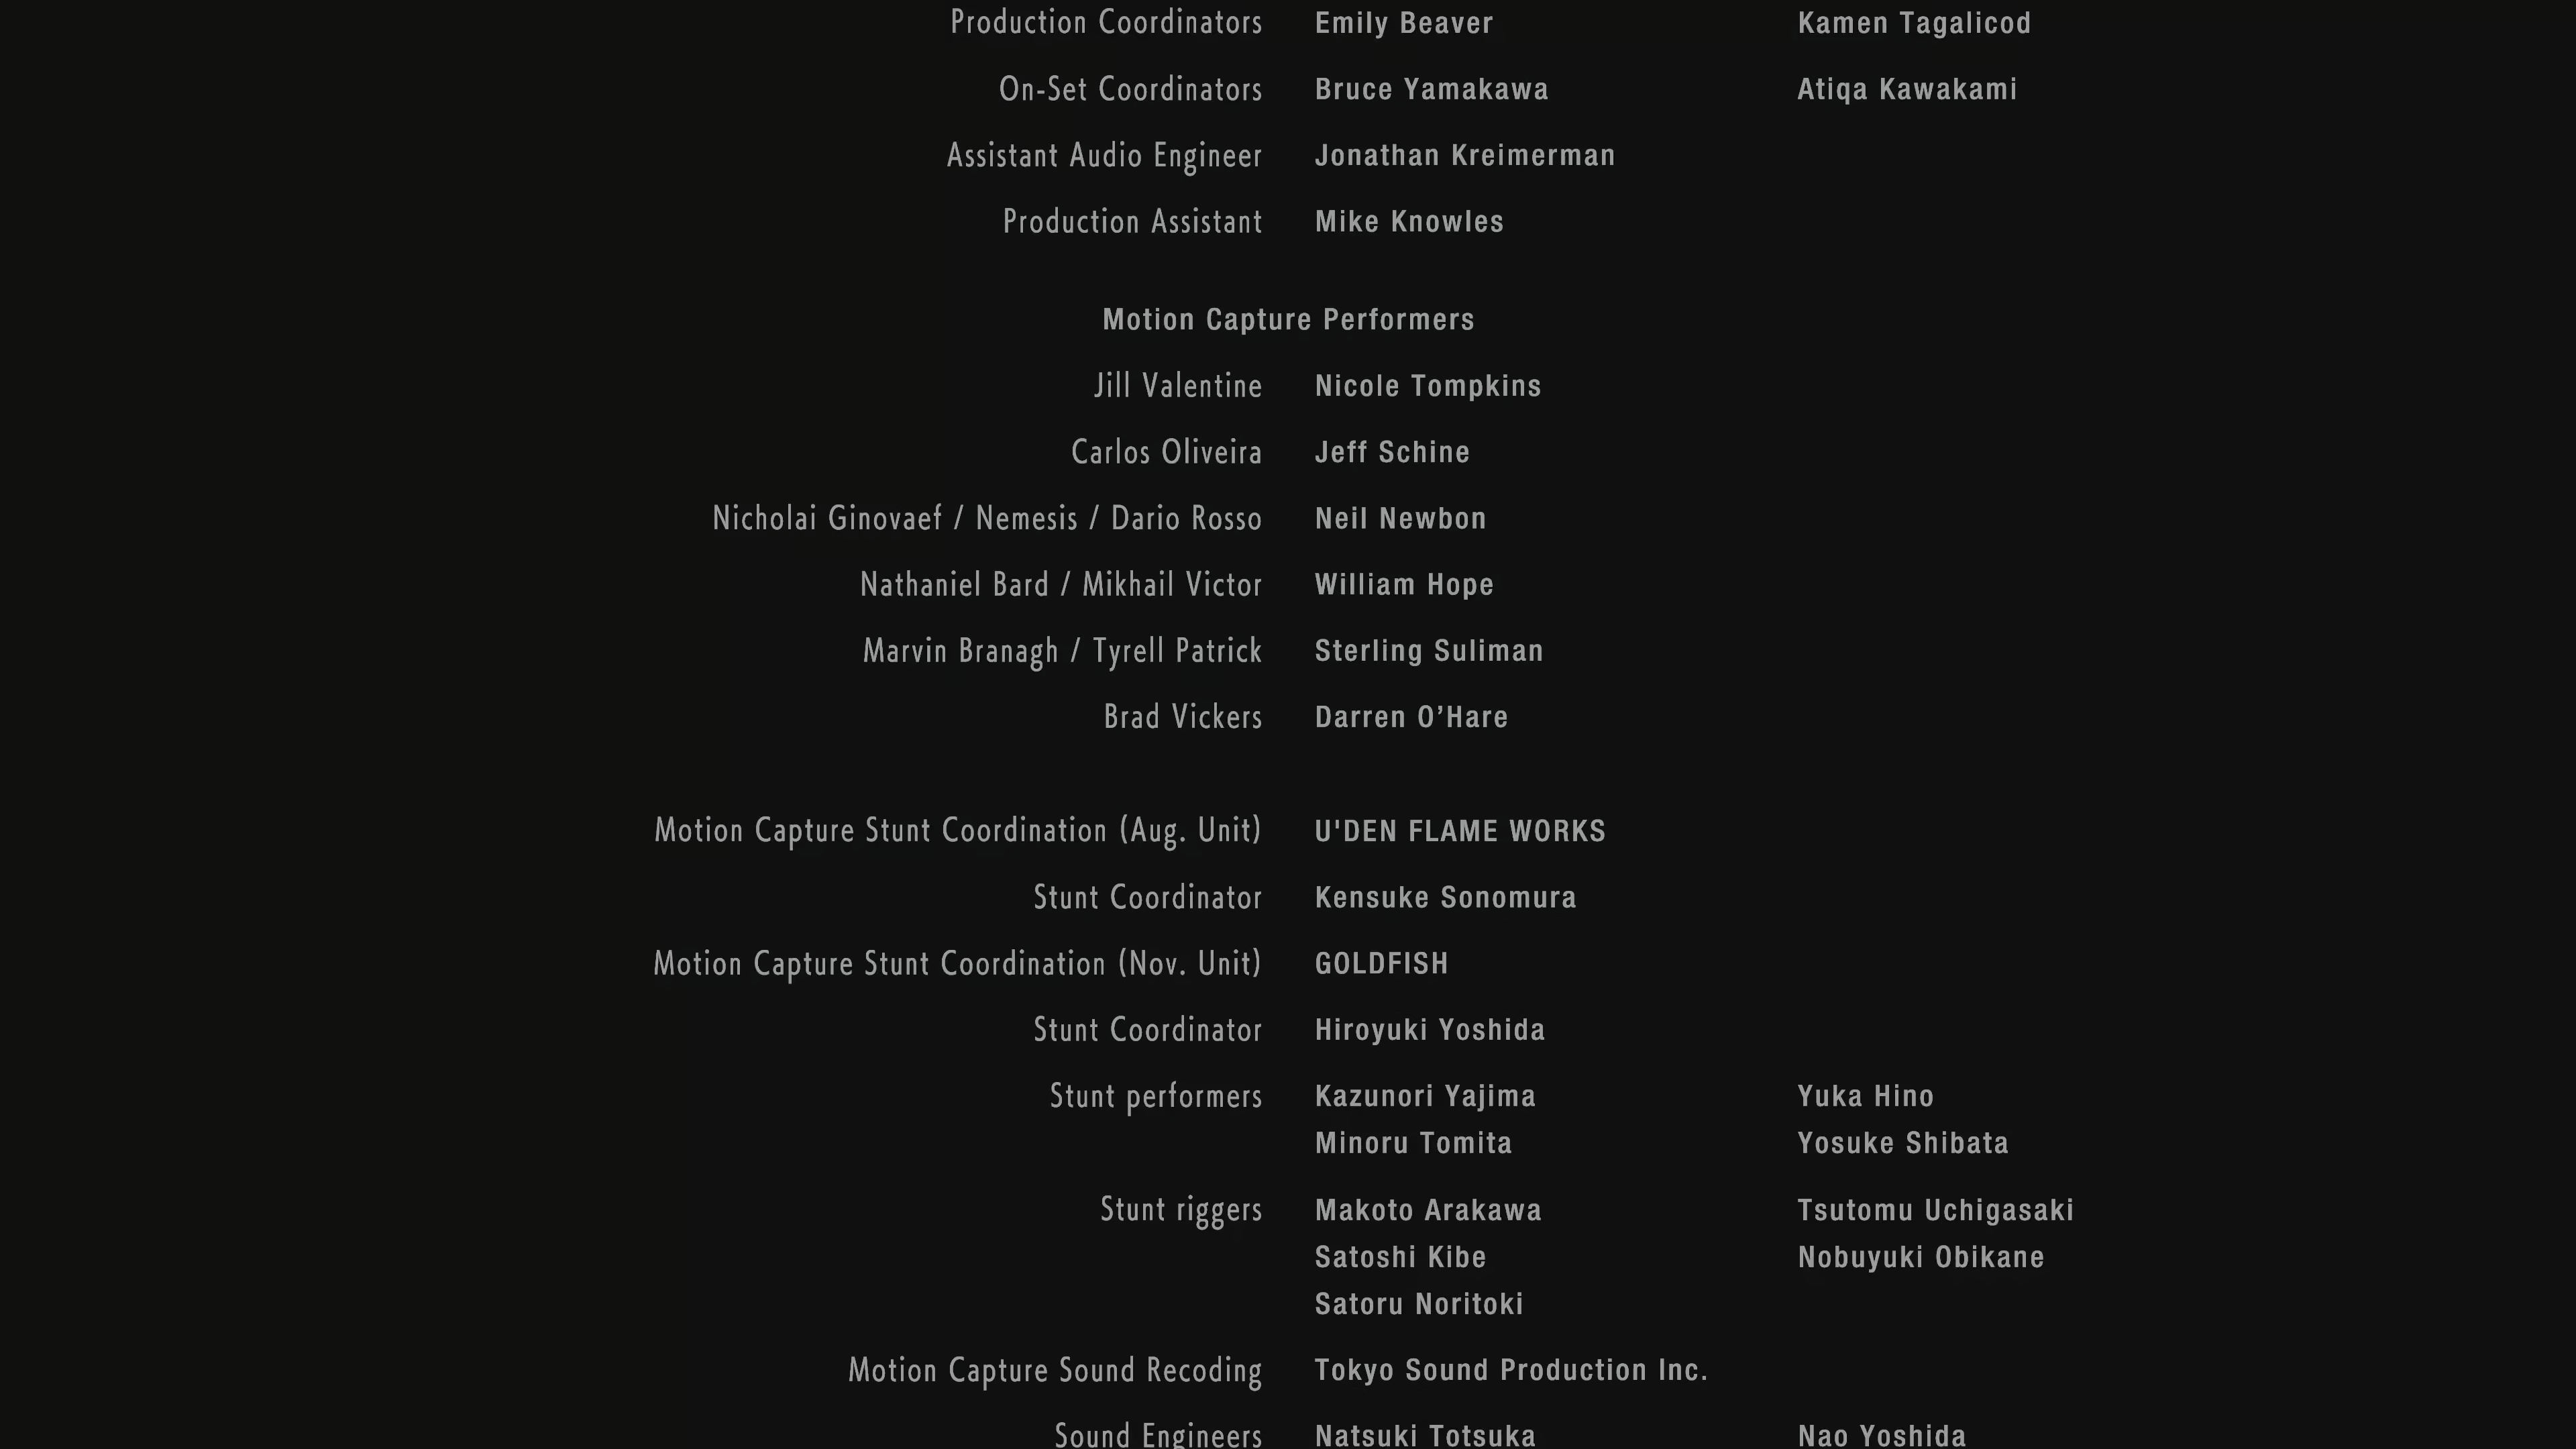 Production Coordinators Emily Beaver Kamen Tagalicod
On-Set Coordinators Bruce Yamakawa Atiqa Kawakami
Assistant Audio Engineer Jonathan Kreimerman
Production Assistant Mike Knowles
Motion Capture Performers
Jill Valentine Nicole Tompkins
Carlos Oliveira Jeff Schine
Nicholai Ginovaef / Nemesis / Dario Rosso Neil Newbon
Nathaniel Bard / Mikhail Victor William Hope
Marvin Branagh / Tyrell Patrick Sterling Suliman
Brad Vickers Darren O’Hare
Motion Capture Stunt Coordination (Aug. Unit) U'DEN FLAME WORKS
Stunt Coordinator Kensuke Sonomura
Motion Capture Stunt Coordination (Nov. Unit) GOLDFISH
Stunt Coordinator Hiroyuki Yoshida
Stunt performers Kazunori Yajima Yuka Hino
Minoru Tomita Yosuke Shibata
Stunt riggers Makoto Arakawa Tsutomu Uchigasaki
Satoshi Kibe Nobuyuki Obikane
Satoru Noritoki
Motion Capture Sound Recoding Tokyo Sound Production Inc.
Sound Engineers Natsuki Totsuka Nao Yoshida